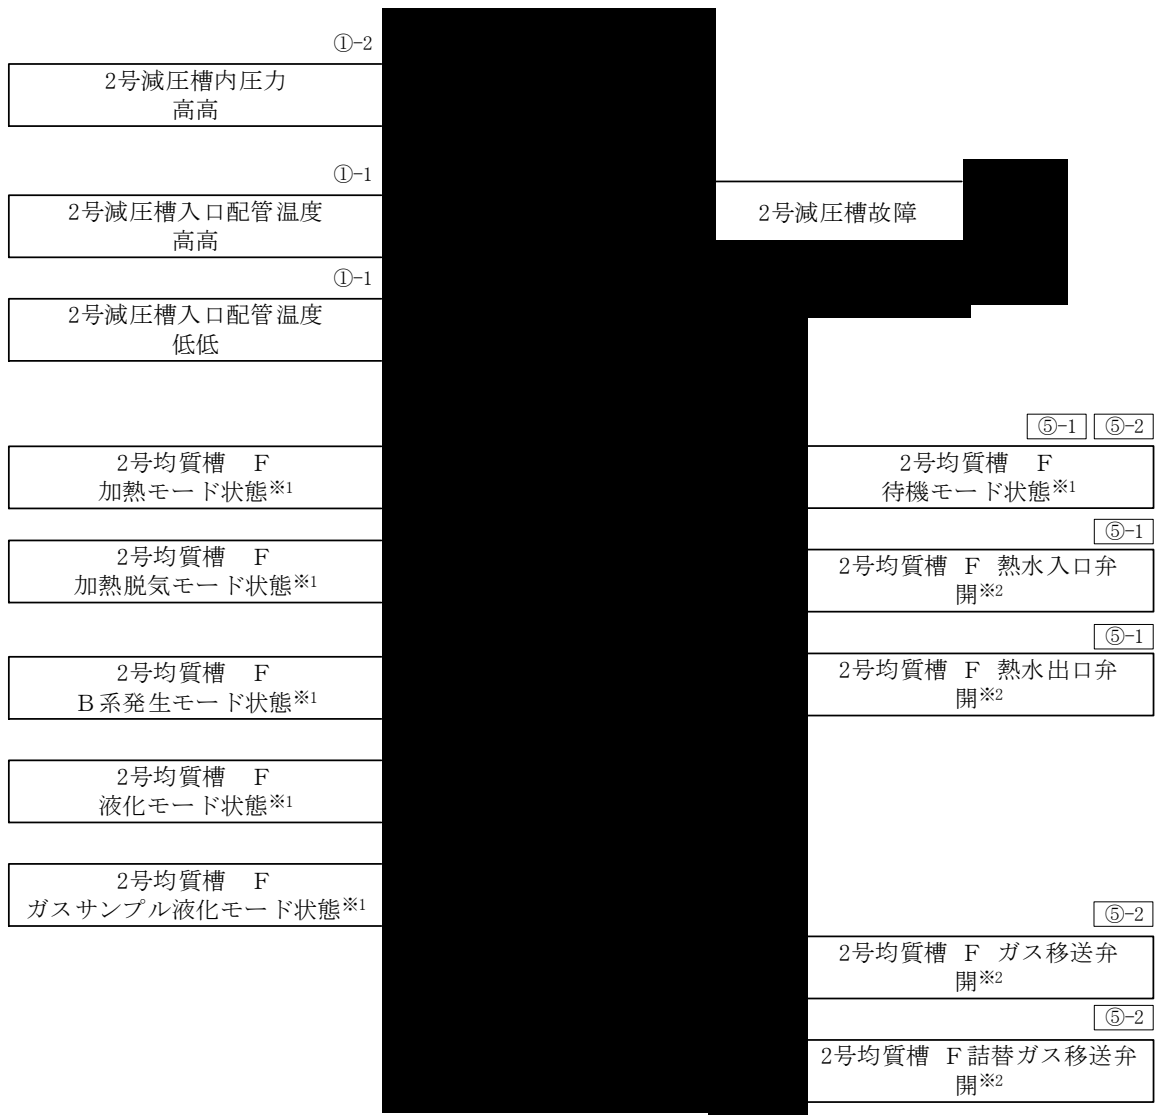 ①-2
2号減圧槽内圧力
高高
①-1
2号減圧槽入口配管温度
高高
①-1
2号減圧槽入口配管温度
低低
2号均質槽　F
加熱モード状態※1
2号均質槽　F
加熱脱気モード状態※1
2号均質槽　F
B系発生モード状態※1
2号均質槽　F
液化モード状態※1
2号均質槽　F
ガスサンプル液化モード状態※1
2号減圧槽故障
⑤-1 ⑤-2
2号均質槽　F
待機モード状態※1
⑤-1
2号均質槽 F 熱水入口弁
開※2
⑤-1
2号均質槽 F 熱水出口弁
開※2
⑤-2
2号均質槽 F ガス移送弁
開※2
⑤-2
2号均質槽 F詰替ガス移送弁
開※2